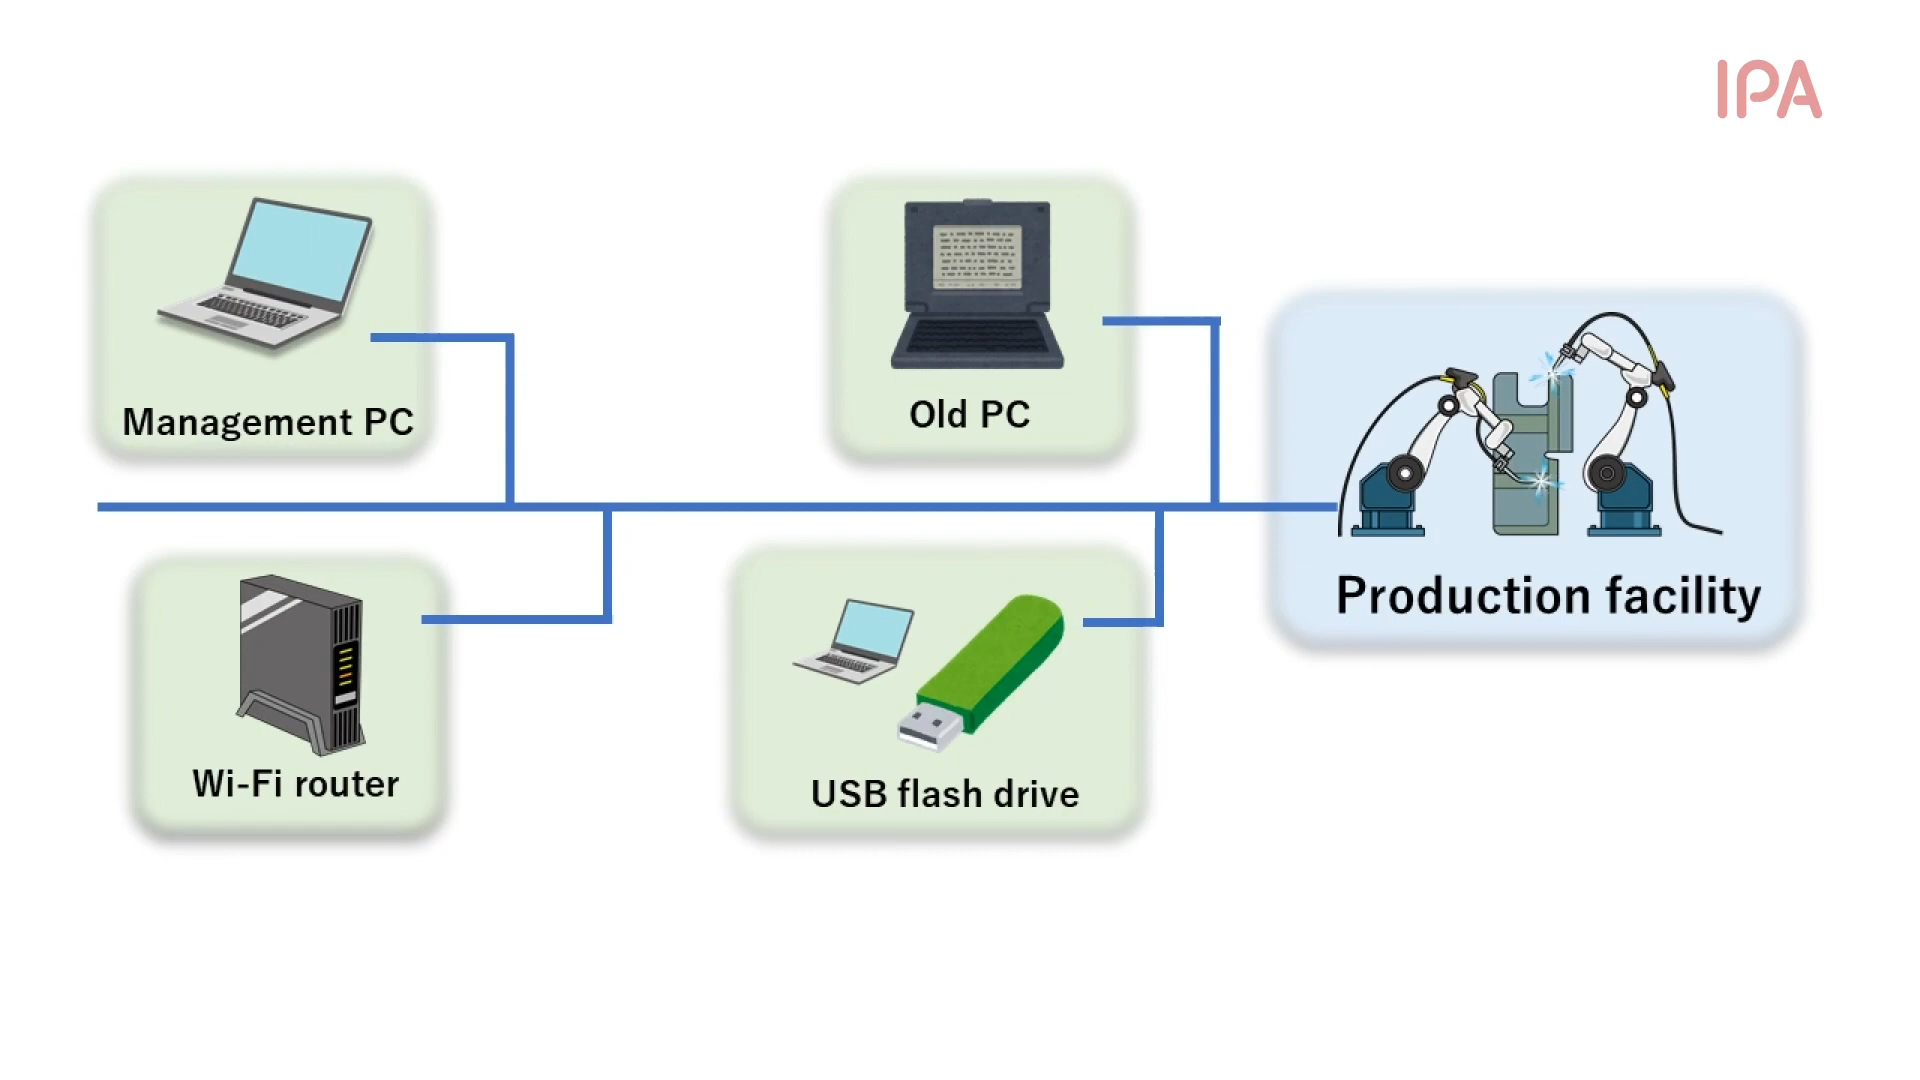 IPA
Management PC
Old PC
Production facility
Wi-Fi router
USB flash drive